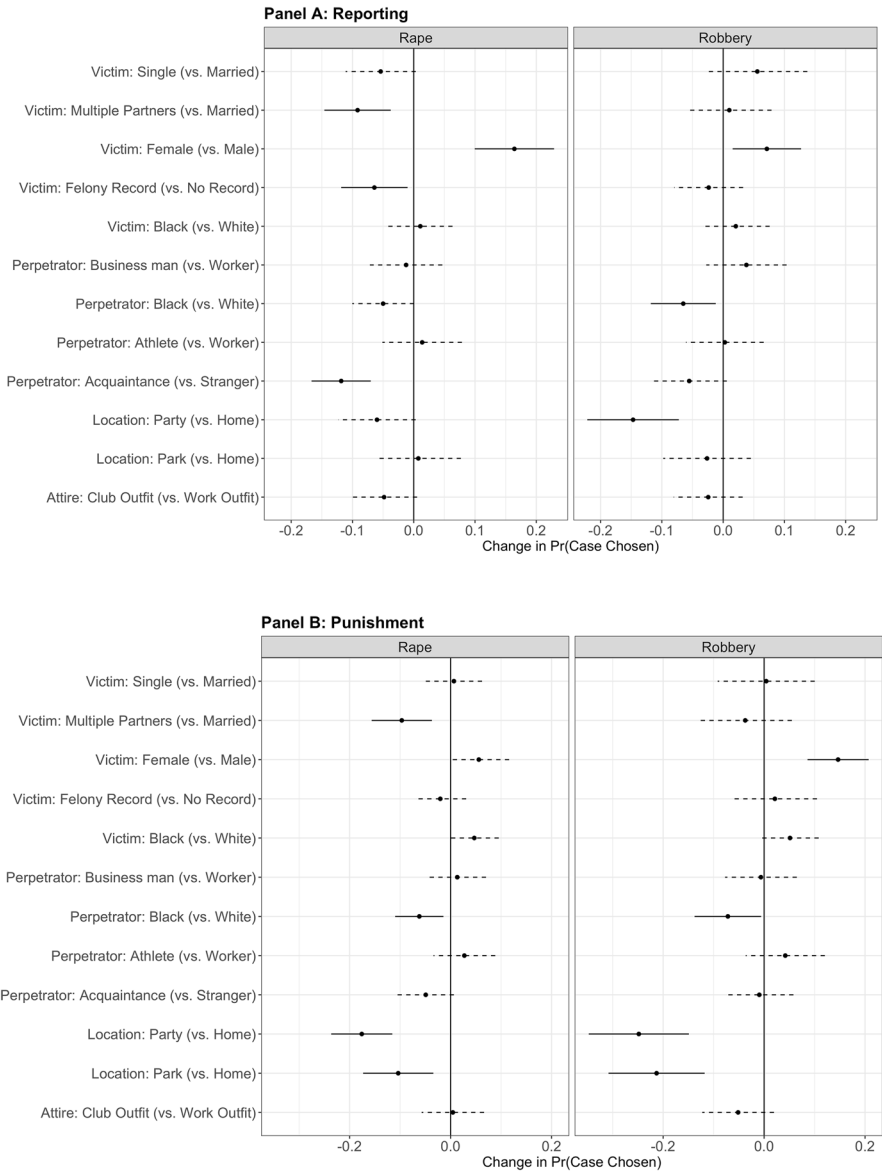 Panel A: Reporting
Rape Robbery
Victim: Single (vs. Married)
Victim: Multiple Partners (vs. Married)
Victim: Female (vs. Male)
Victim: Felony Record (vs. No Record)
Victim: Black (vs. White)
Perpetrator: Business man (vs. Worker)
Perpetrator: Black (vs. White)
Perpetrator: Athlete (vs. Worker)
Perpetrator: Acquaintance (vs. Stranger)
Location: Party (vs. Home)
Location: Park (vs. Home)
Attire: Club Outfit (vs. Work Outfit)
-0.2 -0.1 0.0 0.1 0.2 -0.2 -0.1 0.0 0.1 0.2
Change in Pr(Case Chosen)
Panel B: Punishment
Rape Robbery
Victim: Single (vs. Married)
Victim: Multiple Partners (vs. Married)
Victim: Female (vs. Male)
Victim: Felony Record (vs. No Record)
Victim: Black (vs. White)
Perpetrator: Business man (vs. Worker)
Perpetrator: Black (vs. White)
Perpetrator: Athlete (vs. Worker)
Perpetrator: Acquaintance (vs. Stranger)
Location: Party (vs. Home)
Location: Park (vs. Home)
Attire: Club Outfit (vs. Work Outfit)
-0.2 0.0 0.2 -0.2 0.0 0.2
Change in Pr(Case Chosen)